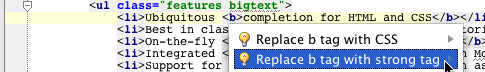 <ul class="features bigtext">
<li>Ubiquitous <b>completion for HTML and CSS</b></li>
<li>Best in clas
Replace b tag with CSS
<li>On-the-fly <
<li>Integrated
Replace b tag with strong tag
<li>Support for